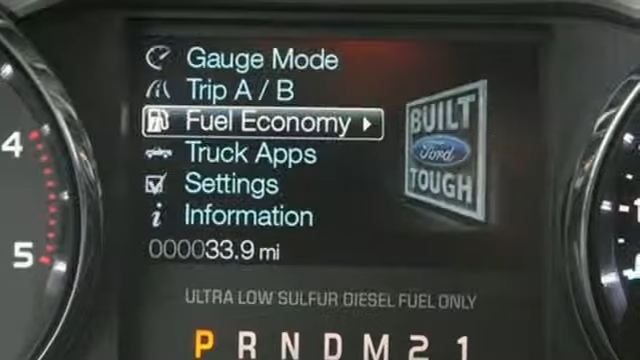 Gauge Mode
Trip A / B
Fuel Economy
Truck Apps
Settings
Information
000033.9 mi
BUILT
Ford
TOUGH
ULTRA LOW SULFUR DIESEL FUEL ONLY
P R N D M 2 1
4
5